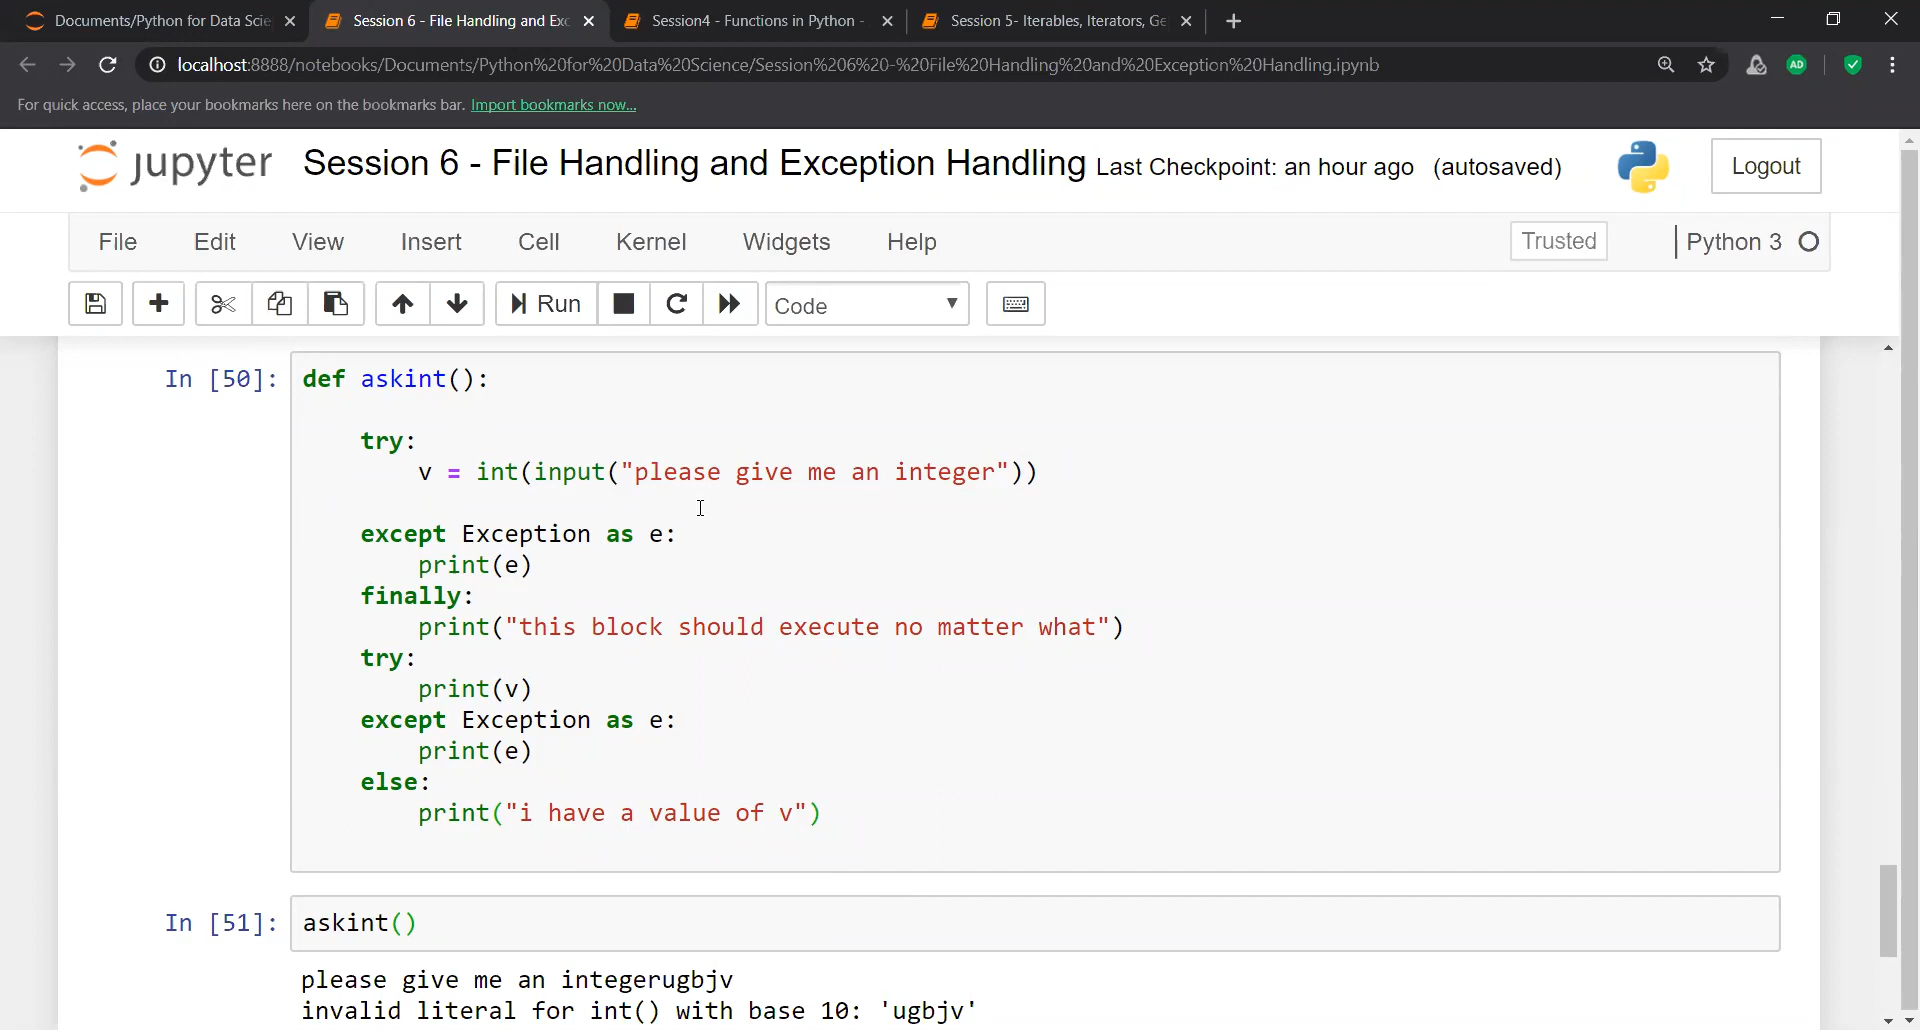 Documents/Python for Data Scie
Session 6 - File Handling and Exc
Session4 - Functions in Python -
Session 5- Iterables, Iterators, Ge
localhost:8888/notebooks/Documents/Python%20for%20Data%20Science/Session%206%20-%20File%20Handling%20and%20Exception%20Handling.ipynb
AD
For quick access, place your bookmarks here on the bookmarks bar. Import bookmarks now...
jupyter Session 6 - File Handling and Exception Handling Last Checkpoint: an hour ago (autosaved)
Logout
File Edit View Insert Cell Kernel Widgets Help
Trusted
Python 3
Run
Code
In [50]: def askint():
try:
v = int(input("please give me an integer"))
except Exception as e:
print(e)
finally:
print("this block should execute no matter what")
try:
print(v)
except Exception as e:
print(e)
else:
print("i have a value of v")
In [51]: askint()
please give me an integerugbjv
invalid literal for int() with base 10: 'ugbjv'